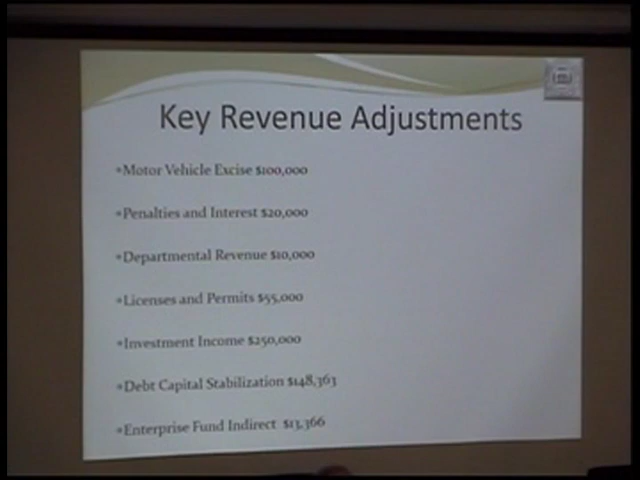 Key Revenue Adjustments
•Motor Vehicle Excise $100,000
•Penalties and Interest $20,000
•Departmental Revenue $10,000
•Licenses and Permits $55,000
•Investment Income $250,000
•Debt Capital Stabilization $148,363
•Enterprise Fund Indirect $13,366